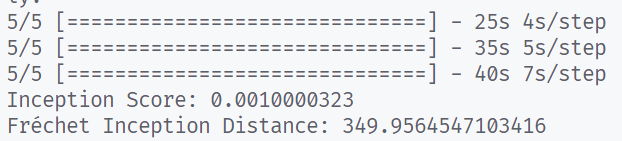 ly.
5/5 [==============================] - 25s 4s/step
5/5 [==============================] - 35s 5s/step
5/5 [==============================] - 40s 7s/step
Inception Score: 0.0010000323
Fréchet Inception Distance: 349.9564547103416